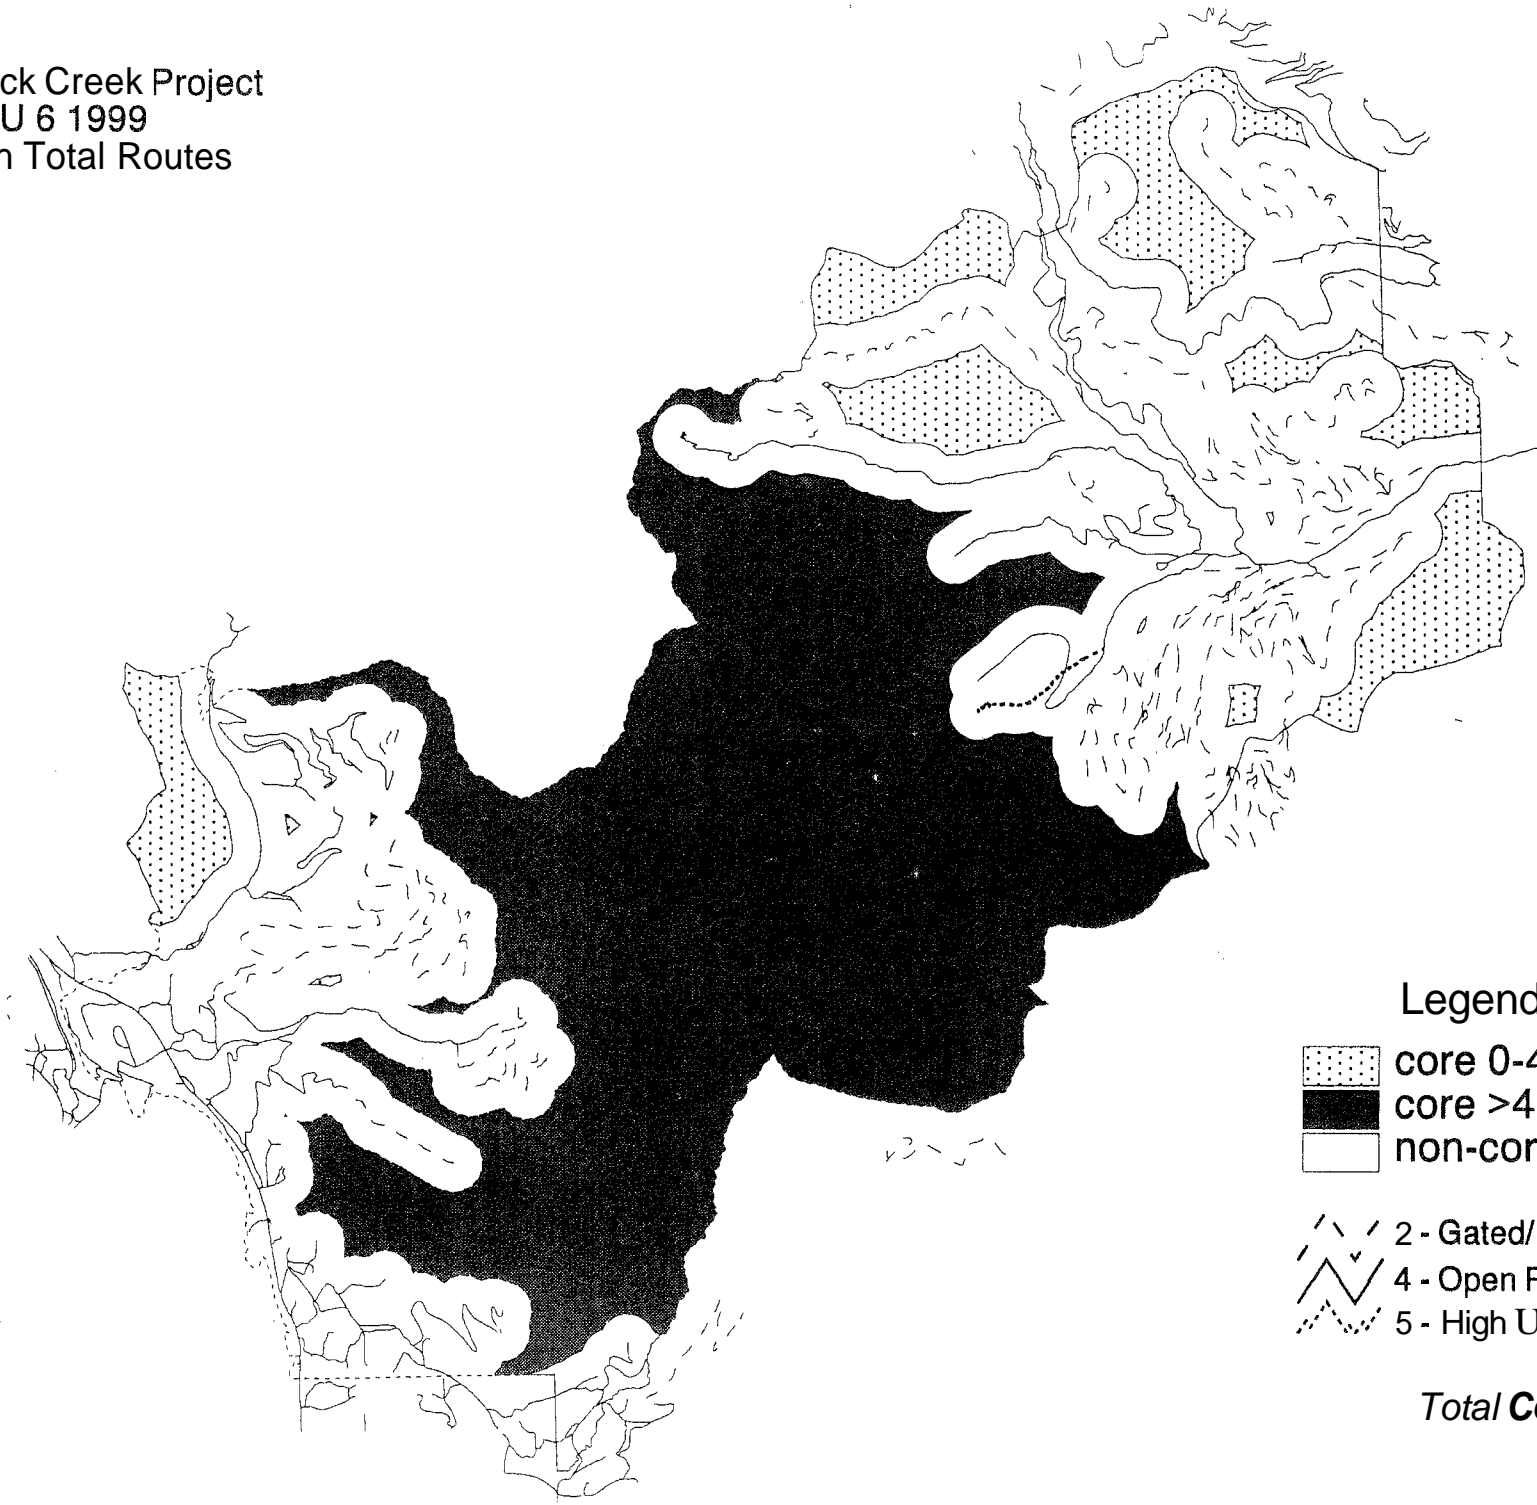 ck Creek Project
U 6 1999
n Total Routes
Legend
core 0-4
core >4
non-cor
2 - Gated/
4 - Open F
5 - High U
Total Co